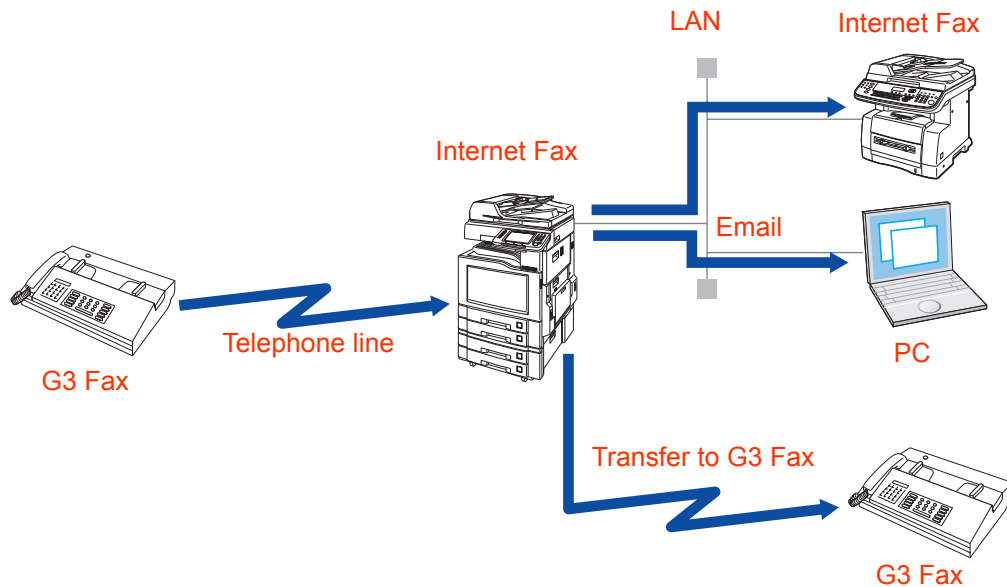 LAN
Internet Fax
Internet Fax
Email
Telephone line
PC
G3 Fax
Transfer to G3 Fax
G3 Fax